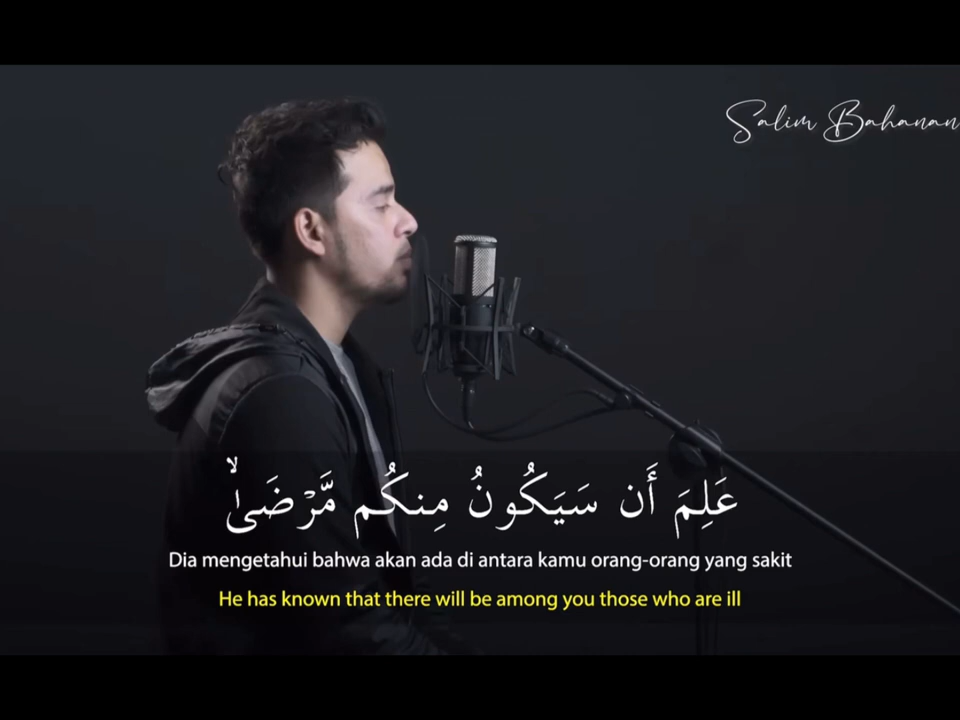 Salim Bahanan
عَلِمَ أَن سَيَكُونُ مِنكُم مَّرْضَىٰۙ
Dia mengetahui bahwa akan ada di antara kamu orang-orang yang sakit
He has known that there will be among you those who are ill